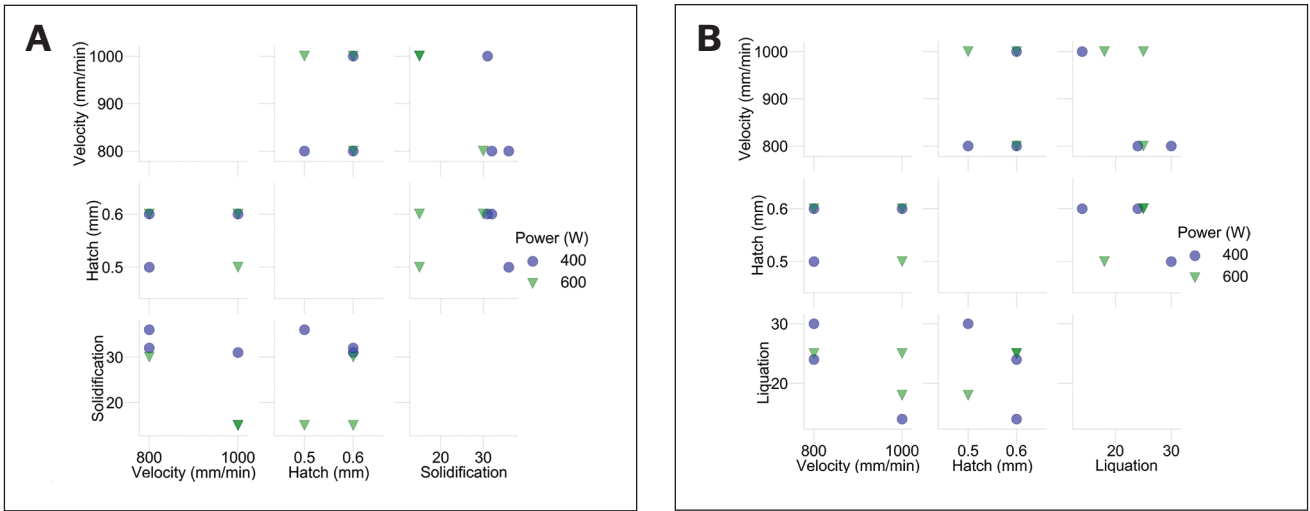 A
Velocity (mm/min)
1000
900
800
Hatch (mm)
0.6
0.5
Solidification
30
20
800
1000
0.5
0.6
20
30
Velocity (mm/min)
Hatch (mm)
Solidification
Power (W)
400
600
B
Velocity (mm/min)
1000
900
800
Hatch (mm)
0.6
0.5
Liquation
30
20
800
1000
0.5
0.6
20
30
Velocity (mm/min)
Hatch (mm)
Liquation
Power (W)
400
600